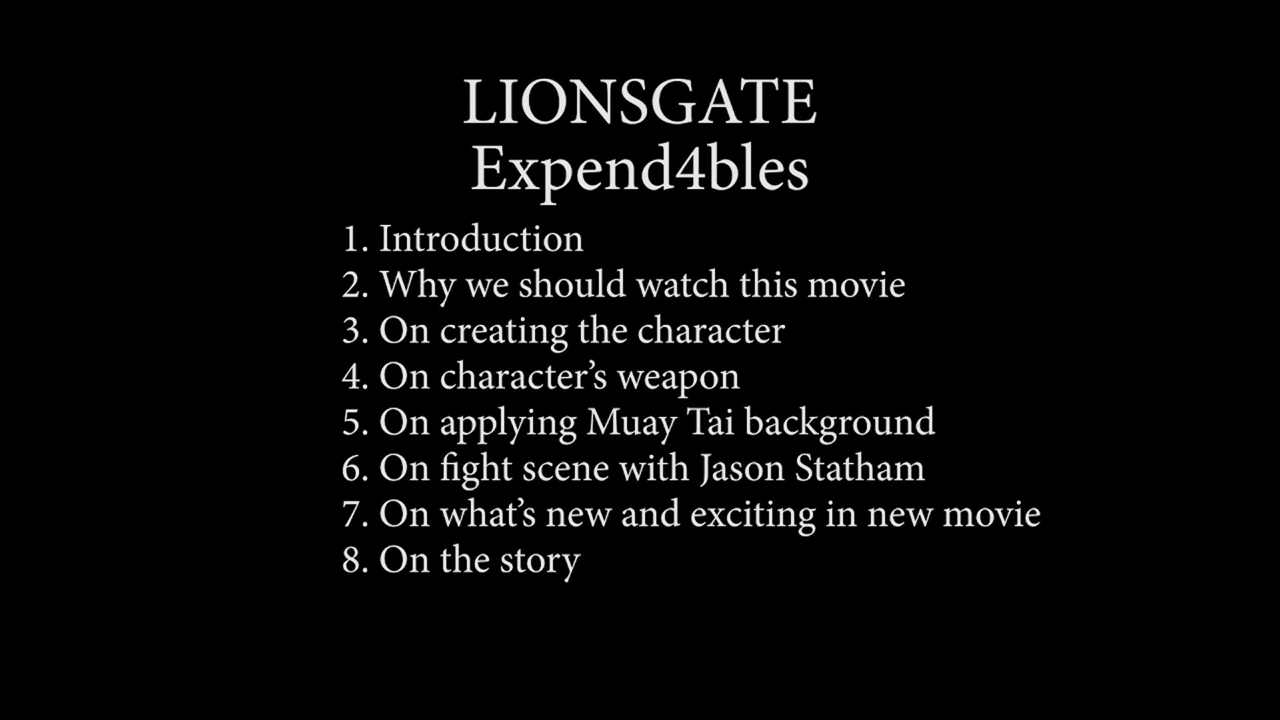 LIONSGATE
Expend4bles
1. Introduction
2. Why we should watch this movie
3. On creating the character
4. On character’s weapon
5. On applying Muay Tai background
6. On fight scene with Jason Statham
7. On what’s new and exciting in new movie
8. On the story